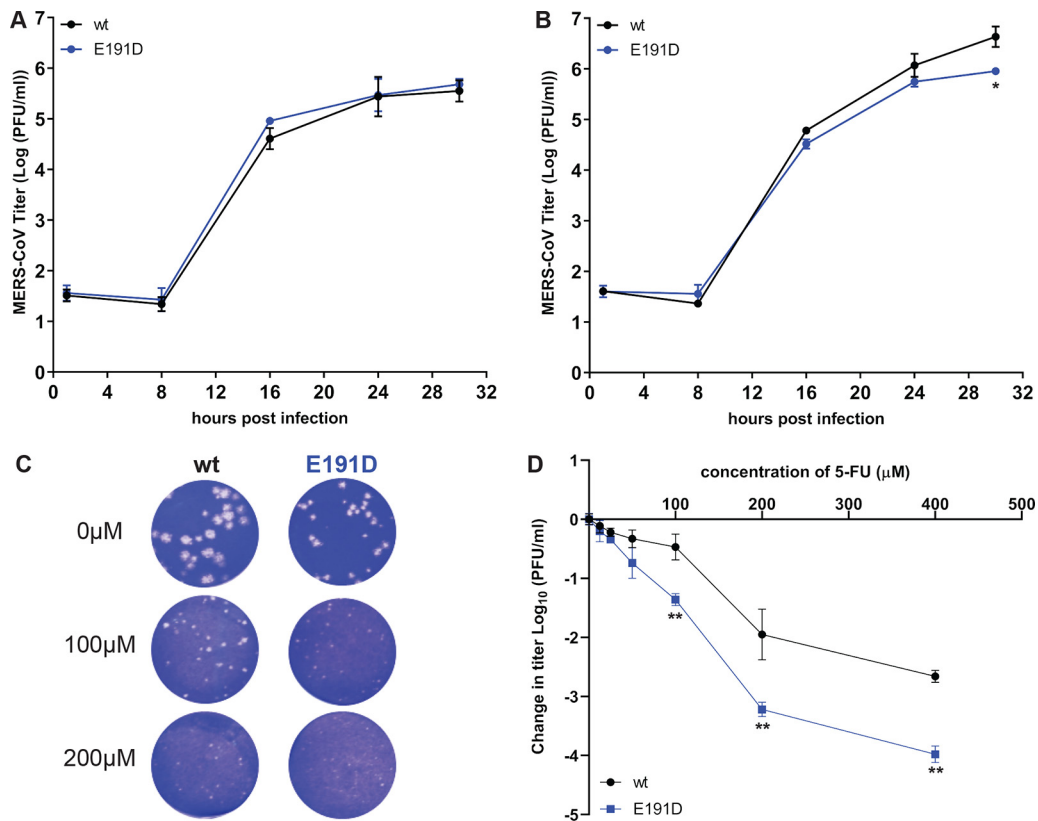 A
7
6
5
4
3
2
1
0
MERS-CoV Titer (Log (PFU/ml))
wt
E191D
0 4 8 12 16 20 24 28 32
hours post infection
B
7
6
5
4
3
2
1
0
MERS-CoV Titer (Log (PFU/ml))
wt
E191D
*
0 4 8 12 16 20 24 28 32
hours post infection
C
wt E191D
0μM
100μM
200μM
D
1
0
-1
-2
-3
-4
-5
Change in titer Log10 (PFU/ml)
concentration of 5-FU (μM)
100 200 300 400 500
**
**
**
wt
E191D